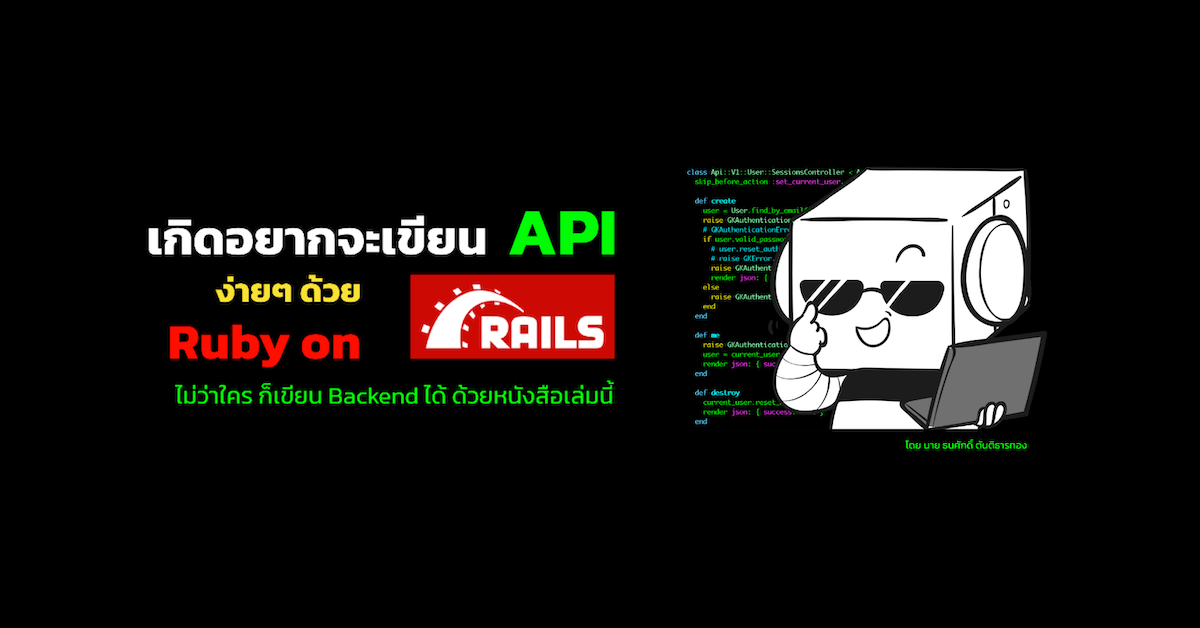 เกิดอยากจะเขียน API
ง่ายๆ ด้วย
Ruby on RAILS
ไม่ว่าใคร ก็เขียน Backend ได้ ด้วยหนังสือเล่มนี้
class Api::V1::User::SessionsController <
skip_before_action :set_current_user
def create
user = User.find_by_email
raise GKAuthentication
# GKAuthenticationErr
if user.valid_passwo
# user.reset_auth
# raise GKError.
raise GKAuthent
render json: {
else
raise GKAuthent
end
end
def me
raise GKAuthenticatio
user = current_user
render json: { suc
end
def destroy
current_user.reset_
render json: { success:
end
โดย นาย ธนศักดิ์ ตันติธารทอง